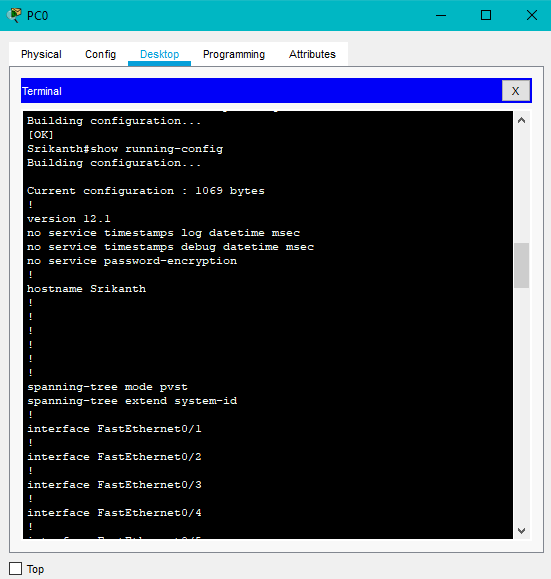 PC0
Physical Config Desktop Programming Attributes
Terminal
X
Building configuration...
[OK]
Srikanth#show running-config
Building configuration...
Current configuration : 1069 bytes
!
version 12.1
no service timestamps log datetime msec
no service timestamps debug datetime msec
no service password-encryption
!
hostname Srikanth
!
!
!
!
!
!
spanning-tree mode pvst
spanning-tree extend system-id
!
interface FastEthernet0/1
!
interface FastEthernet0/2
!
interface FastEthernet0/3
!
interface FastEthernet0/4
!
Top